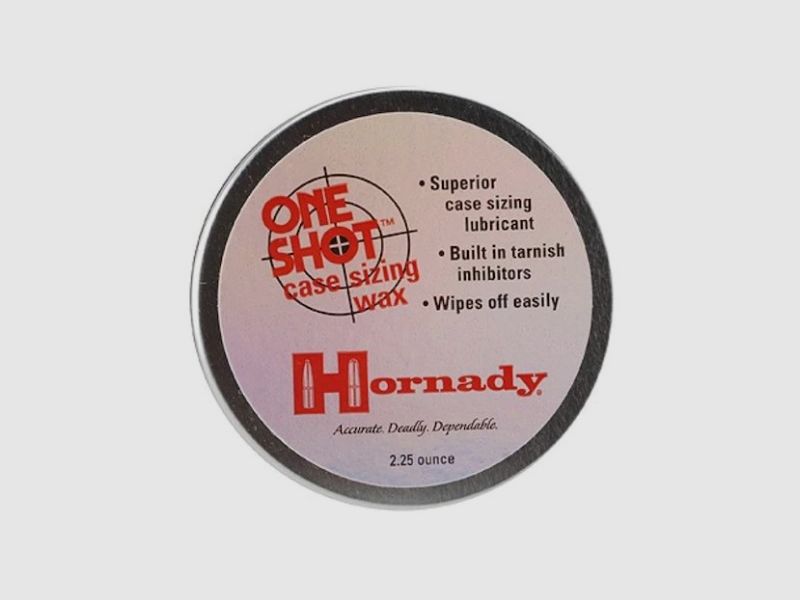 ONE
SHOT™
case sizing
wax
• Superior
case sizing
lubricant
• Built in tarnish
inhibitors
• Wipes off easily
Hornady®
Accurate. Deadly. Dependable.
2.25 ounce